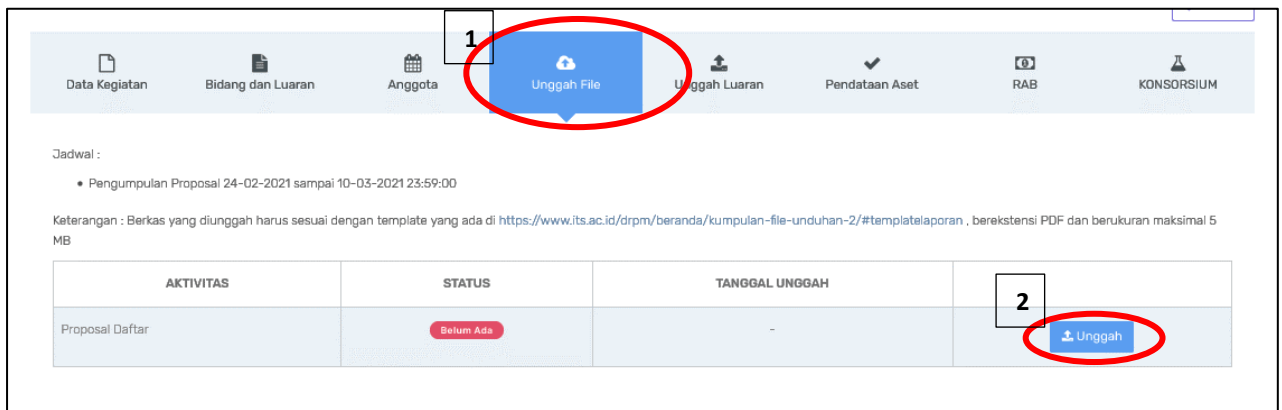 1
Data Kegiatan
Bidang dan Luaran
Anggota
Unggah File
Unggah Luaran
Pendataan Aset
RAB
KONSORSIUM
Jadwal :
• Pengumpulan Proposal 24-02-2021 sampai 10-03-2021 23:59:00
Keterangan : Berkas yang diunggah harus sesuai dengan template yang ada di https://www.its.ac.id/drpm/beranda/kumpulan-file-unduhan-2/#templatelaporan , berekstensi PDF dan berukuran maksimal 5
MB
AKTIVITAS STATUS TANGGAL UNGGAH
2
Proposal Daftar Belum Ada - Unggah